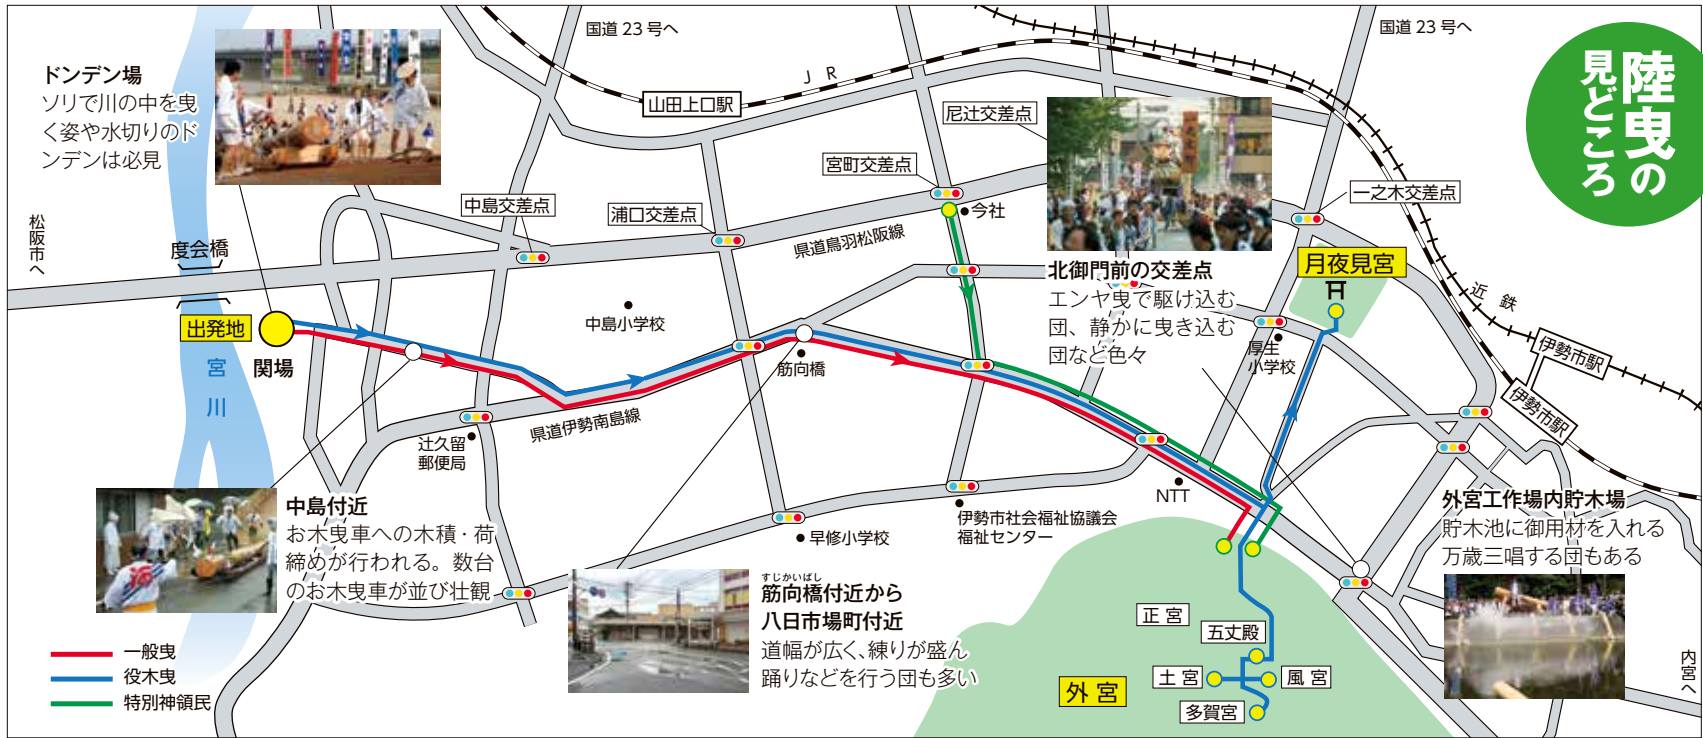 陸曳の
見どころ
国道23号へ
国道23号へ
JR
山田上口駅
尼辻交差点
宮町交差点
今社
一之木交差点
ドンデン場
ソリで川の中を曳
く姿や水切りのド
ンデンは必見
松阪市へ
度会橋
中島交差点
浦口交差点
県道鳥羽松阪線
北御門前の交差点
エンヤ曳で駆け込む
団、静かに曳き込む
団など色々
月夜見宮
近鉄
伊勢市駅
伊勢市駅
出発地
関場
宮川
中島小学校
筋向橋
厚生
小学校
県道伊勢南島線
辻久留
郵便局
NTT
中島付近
お木曳車への木積・荷
締めが行われる。数台
のお木曳車が並び壮観
早修小学校
伊勢市社会福祉協議会
福祉センター
外宮工作場内貯木場
貯木池に御用材を入れる
万歳三唱する団もある
すじかいばし
筋向橋付近から
八日市場町付近
道幅が広く、練りが盛ん
踊りなどを行う団も多い
正宮
五丈殿
土宮
風宮
多賀宮
外宮
内宮へ
一般曳
役木曳
特別神領民